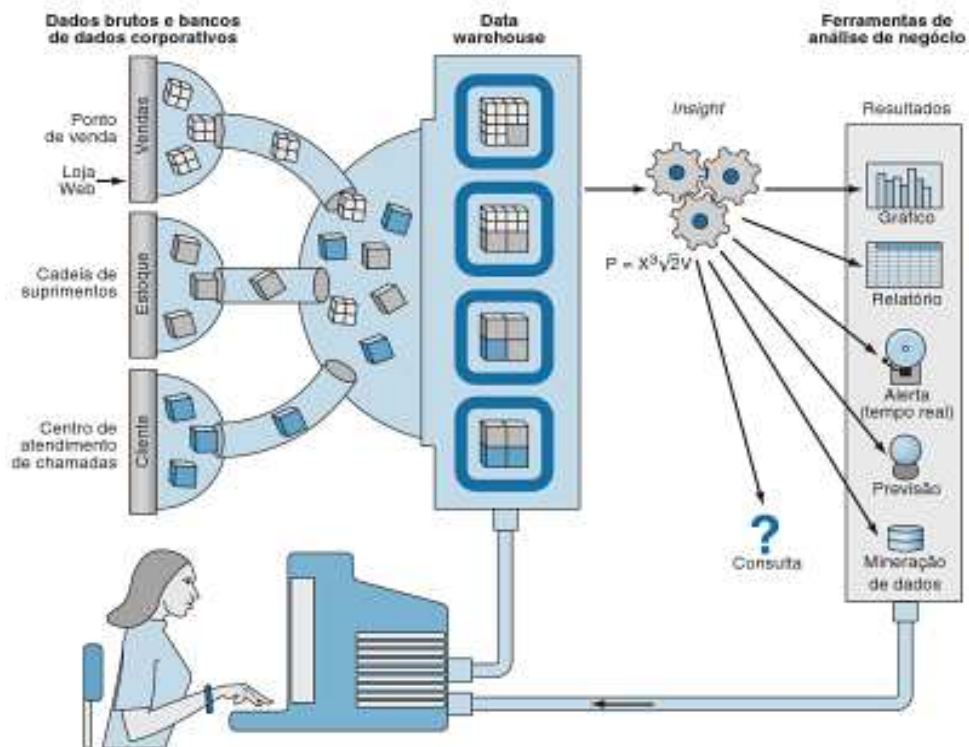 Dados brutos e bancos
de dados corporativos
Data
warehouse
Ferramentas de
análise de negócio
Ponto
de venda
Loja
Web
Vendas
Cadeia de
suprimentos
Estoque
Centro de
atendimento
de chamadas
Cliente
Insight
P = X³√2V
Resultados
Gráfico
Relatório
Alerta
(tempo real)
Previsão
Mineração
de dados
?
Consulta